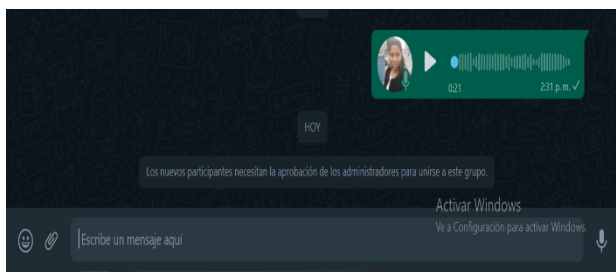 0:21 2:31 p. m.
HOY
Los nuevos participantes necesitan la aprobación de los administradores para unirse a este grupo.
Activar Windows
Ve a Configuración para activar Windows.
Escribe un mensaje aquí